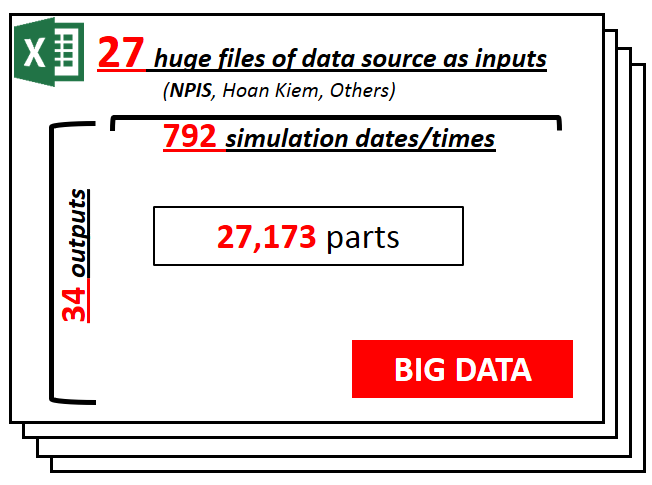 X
27 huge files of data source as inputs
(NPIS, Hoan Kiem, Others)
792 simulation dates/times
34 outputs
27,173 parts
BIG DATA